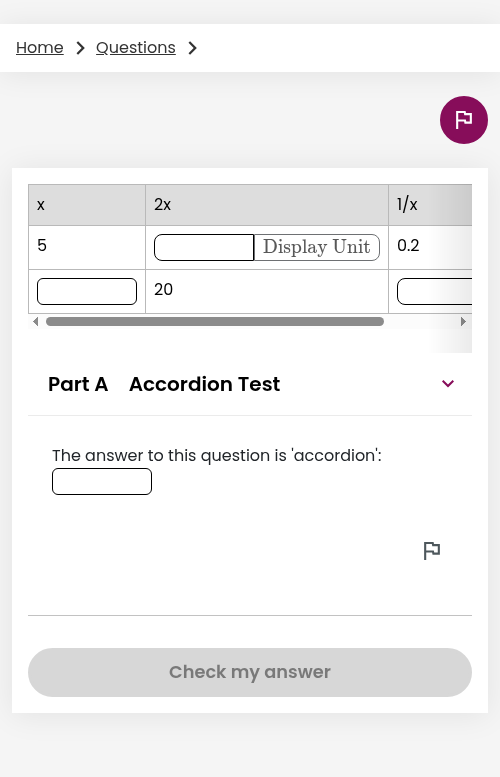 Home Questions
x 2x 1/x
5 Display Unit 0.2
20
Part A Accordion Test
The answer to this question is 'accordion':
Check my answer